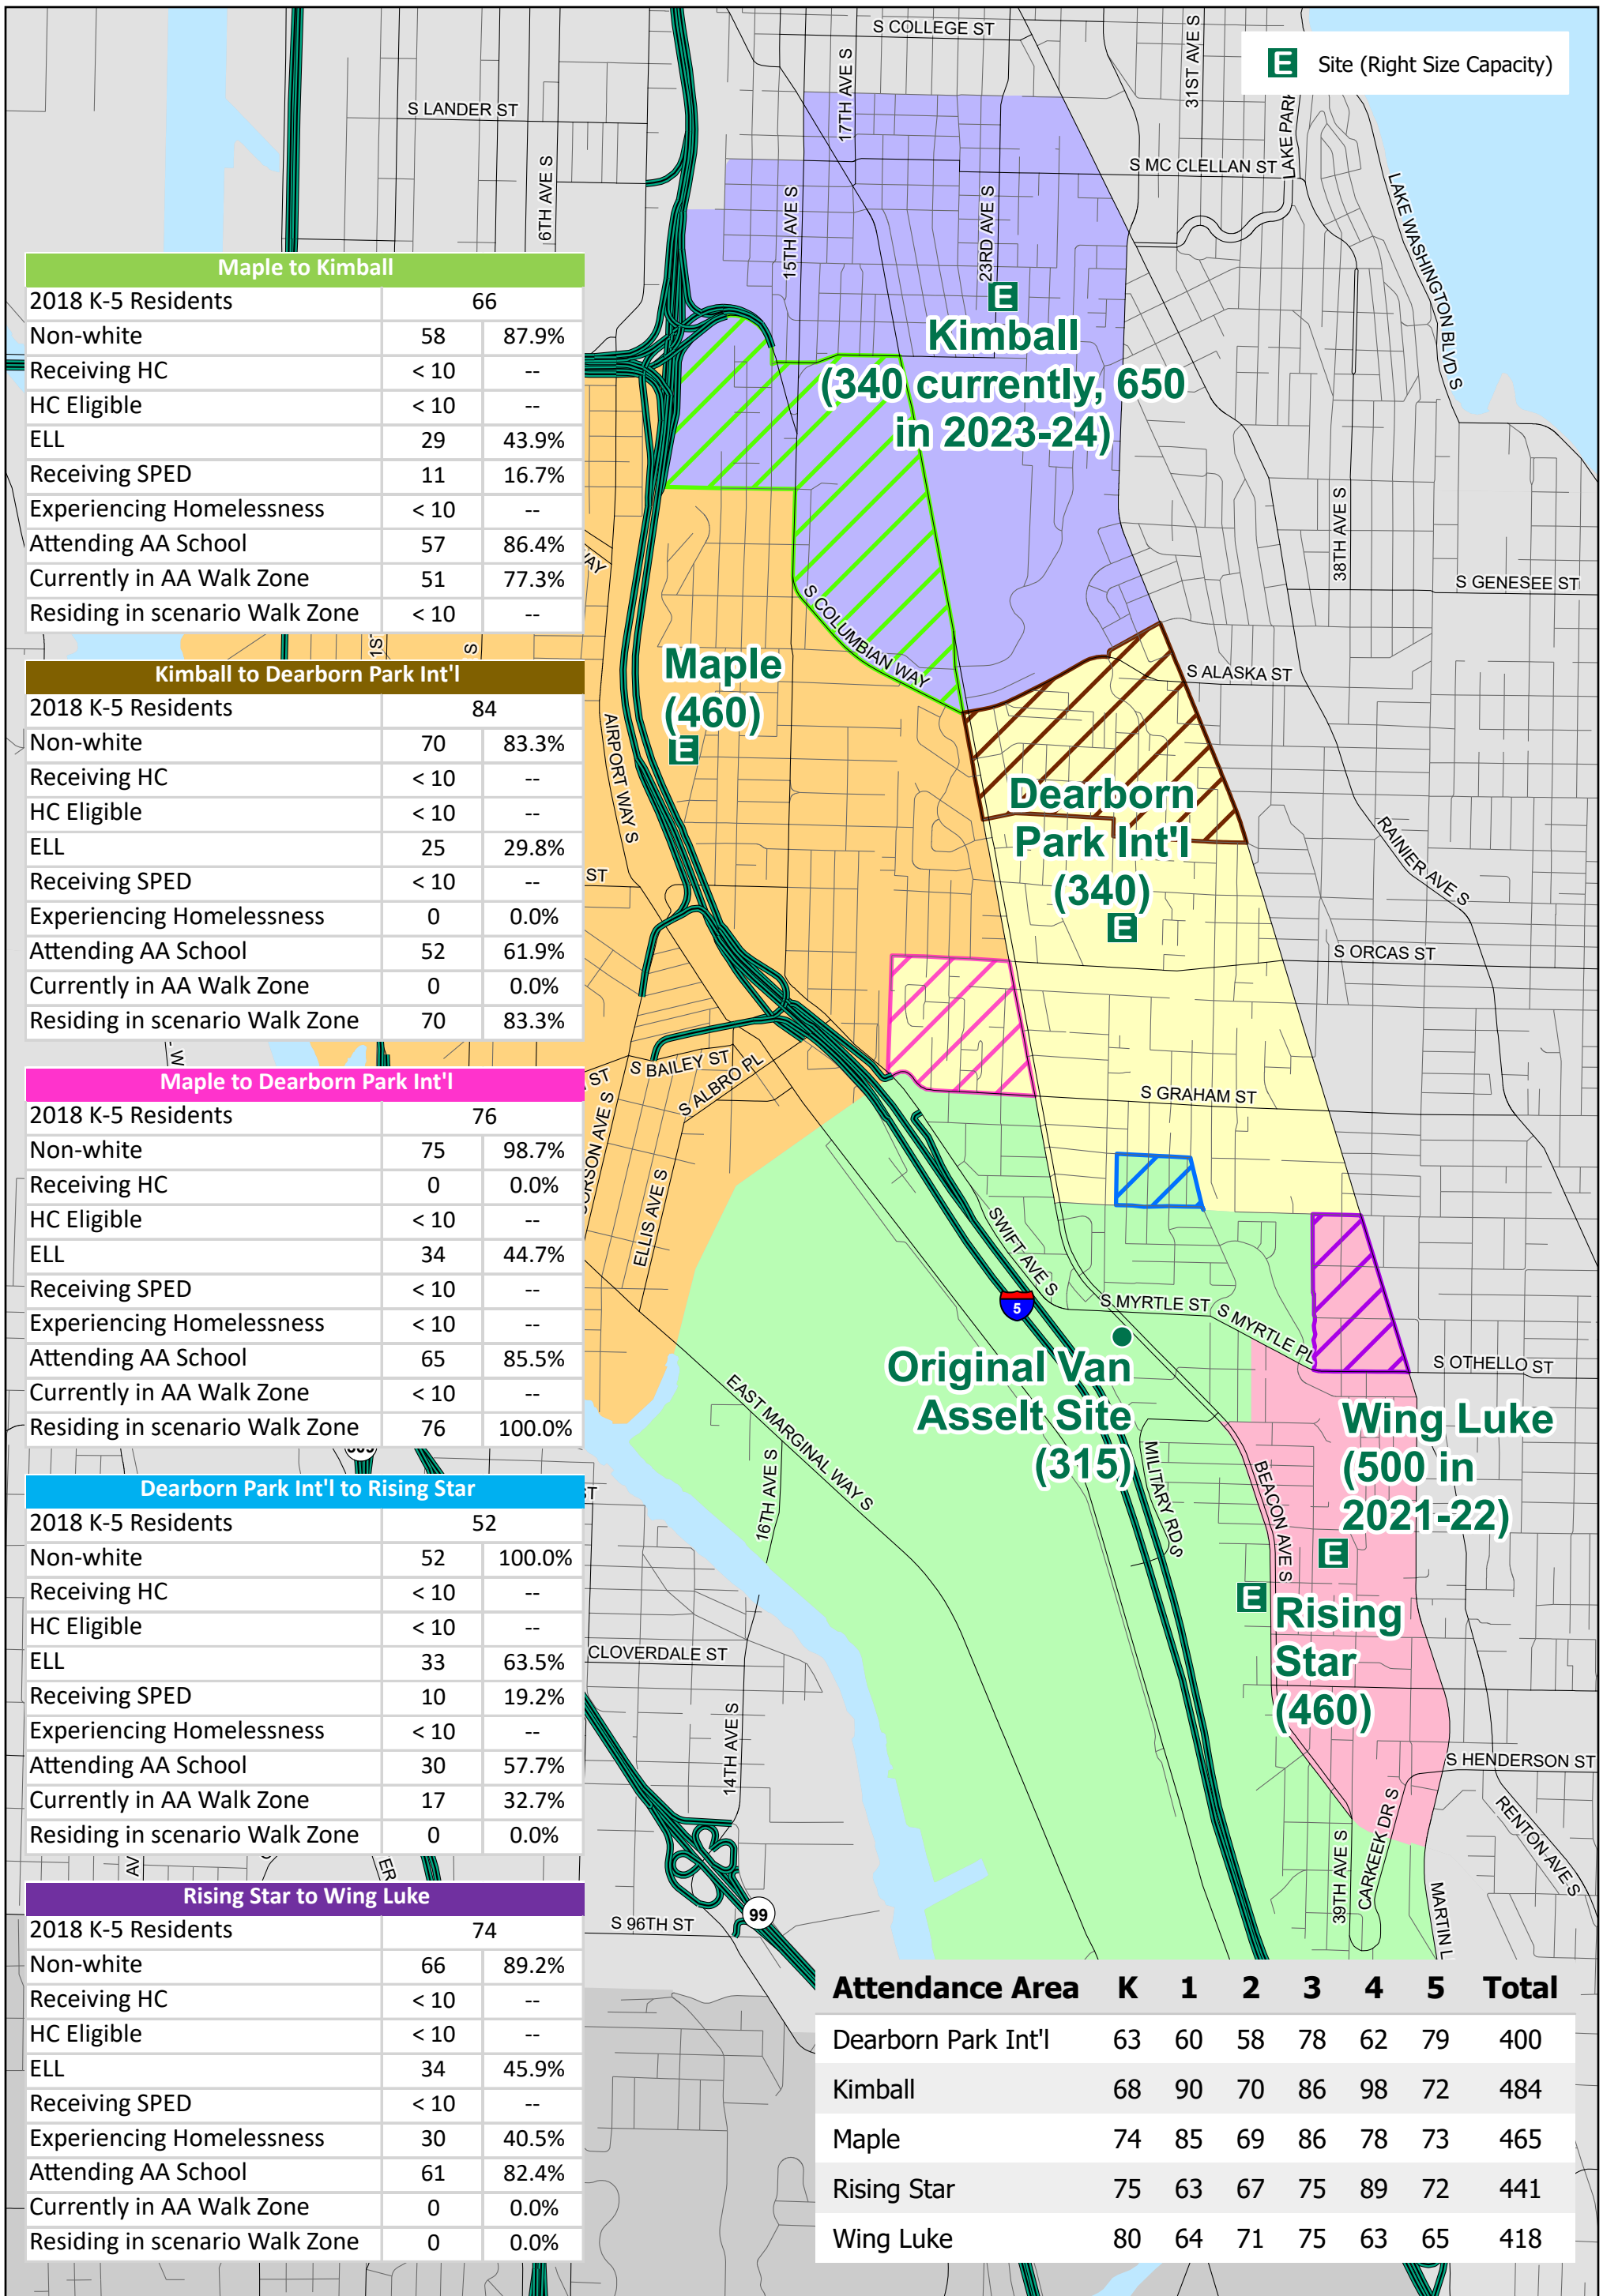 S COLLEGE ST
17TH AVE S
31ST AVE S
E Site (Right Size Capacity)
S LANDER ST
6TH AVE S
15TH AVE S
23RD AVE S
S MC CLELLAN ST
LAKE PARK
LAKE WASHINGTON BLVD S
E
Kimball
(340 currently, 650
in 2023-24)
Maple to Kimball
2018 K-5 Residents 66
Non-white 58 87.9%
Receiving HC < 10 --
HC Eligible < 10 --
ELL 29 43.9%
Receiving SPED 11 16.7%
Experiencing Homelessness < 10 --
Attending AA School 57 86.4%
Currently in AA Walk Zone 51 77.3%
Residing in scenario Walk Zone < 10 --
38TH AVE S
S GENESEE ST
S COLUMBIAN WAY
S ALASKA ST
Maple
(460)
E
AIRPORT WAY S
Kimball to Dearborn Park Int'l
2018 K-5 Residents 84
Non-white 70 83.3%
Receiving HC < 10 --
HC Eligible < 10 --
ELL 25 29.8%
Receiving SPED < 10 --
Experiencing Homelessness 0 0.0%
Attending AA School 52 61.9%
Currently in AA Walk Zone 0 0.0%
Residing in scenario Walk Zone 70 83.3%
ST
Dearborn
Park Int'l
(340)
E
RAINIER AVE S
S ORCAS ST
S BAILEY ST
S ALBRO PL
S GRAHAM ST
ST
ELLIS AVE S
Maple to Dearborn Park Int'l
2018 K-5 Residents 76
Non-white 75 98.7%
Receiving HC 0 0.0%
HC Eligible < 10 --
ELL 34 44.7%
Receiving SPED < 10 --
Experiencing Homelessness < 10 --
Attending AA School 65 85.5%
Currently in AA Walk Zone < 10 --
Residing in scenario Walk Zone 76 100.0%
SWIFT AVE S
5
S MYRTLE ST
S MYRTLE PL
S OTHELLO ST
Original Van
Asselt Site
(315)
EAST MARGINAL WAY S
16TH AVE S
MILITARY RD S
BEACON AVE S
Wing Luke
(500 in
2021-22)
E
E
Rising
Star
(460)
Dearborn Park Int'l to Rising Star
2018 K-5 Residents 52
Non-white 52 100.0%
Receiving HC < 10 --
HC Eligible < 10 --
ELL 33 63.5%
Receiving SPED 10 19.2%
Experiencing Homelessness < 10 --
Attending AA School 30 57.7%
Currently in AA Walk Zone 17 32.7%
Residing in scenario Walk Zone 0 0.0%
CLOVERDALE ST
14TH AVE S
S HENDERSON ST
RENTON AVE S
39TH AVE S
CARKEEK DR S
MARTIN L
S 96TH ST
99
Rising Star to Wing Luke
2018 K-5 Residents 74
Non-white 66 89.2%
Receiving HC < 10 --
HC Eligible < 10 --
ELL 34 45.9%
Receiving SPED < 10 --
Experiencing Homelessness 30 40.5%
Attending AA School 61 82.4%
Currently in AA Walk Zone 0 0.0%
Residing in scenario Walk Zone 0 0.0%
Attendance Area K 1 2 3 4 5 Total
Dearborn Park Int'l 63 60 58 78 62 79 400
Kimball 68 90 70 86 98 72 484
Maple 74 85 69 86 78 73 465
Rising Star 75 63 67 75 89 72 441
Wing Luke 80 64 71 75 63 65 418